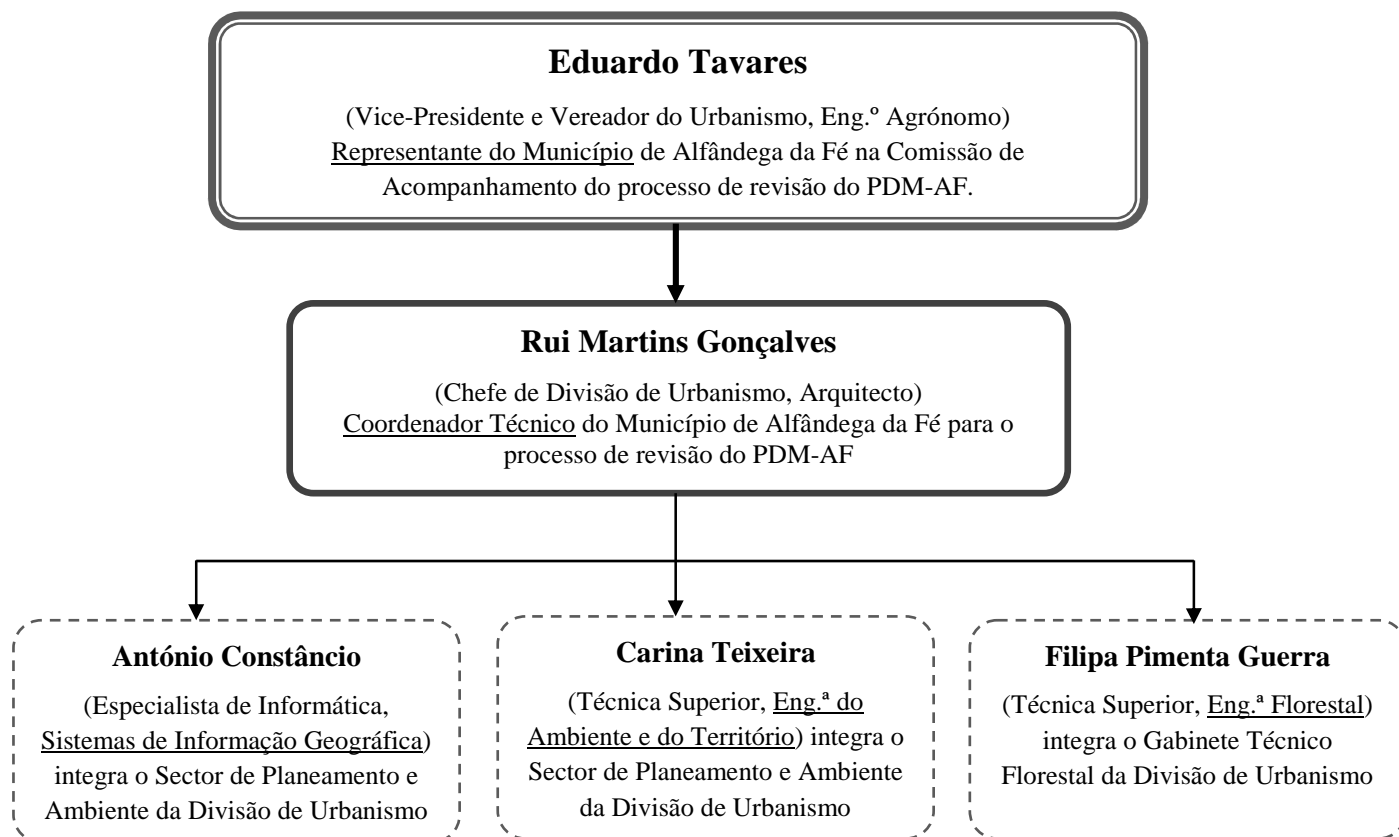 Eduardo Tavares
(Vice-Presidente e Vereador do Urbanismo, Eng.º Agrónomo)
Representante do Município de Alfândega da Fé na Comissão de
Acompanhamento do processo de revisão do PDM-AF.
Rui Martins Gonçalves
(Chefe de Divisão de Urbanismo, Arquitecto)
Coordenador Técnico do Município de Alfândega da Fé para o
processo de revisão do PDM-AF
António Constâncio
(Especialista de Informática,
Sistemas de Informação Geográfica)
integra o Sector de Planeamento e
Ambiente da Divisão de Urbanismo
Carina Teixeira
(Técnica Superior, Eng.ª do
Ambiente e do Território) integra o
Sector de Planeamento e Ambiente
da Divisão de Urbanismo
Filipa Pimenta Guerra
(Técnica Superior, Eng.ª Florestal)
integra o Gabinete Técnico
Florestal da Divisão de Urbanismo